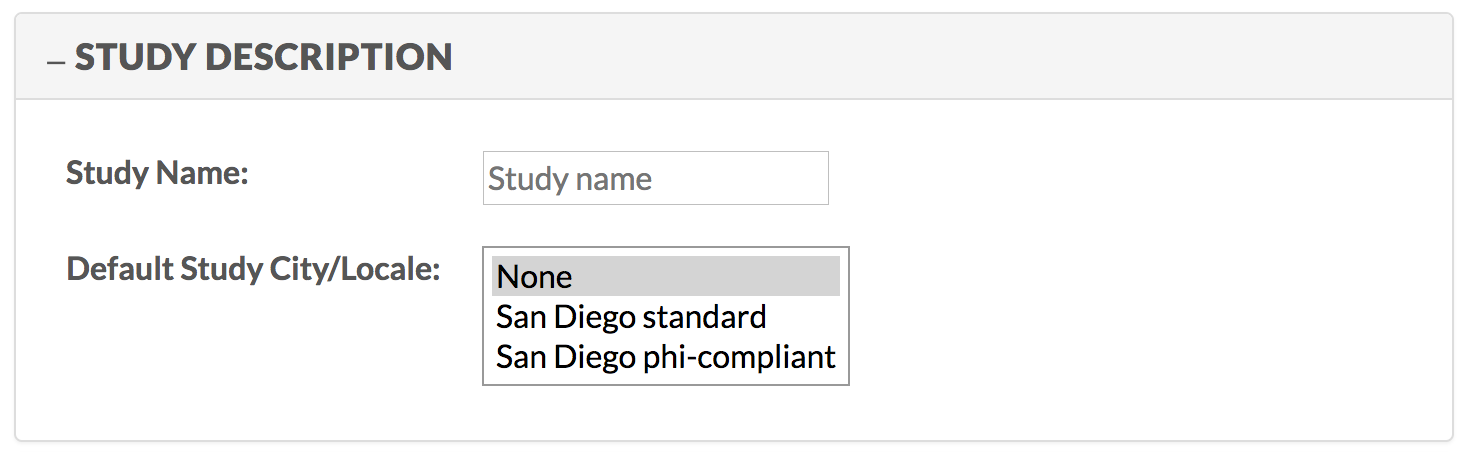 – STUDY DESCRIPTION
Study Name:
Study name
Default Study City/Locale:
None
San Diego standard
San Diego phi-compliant